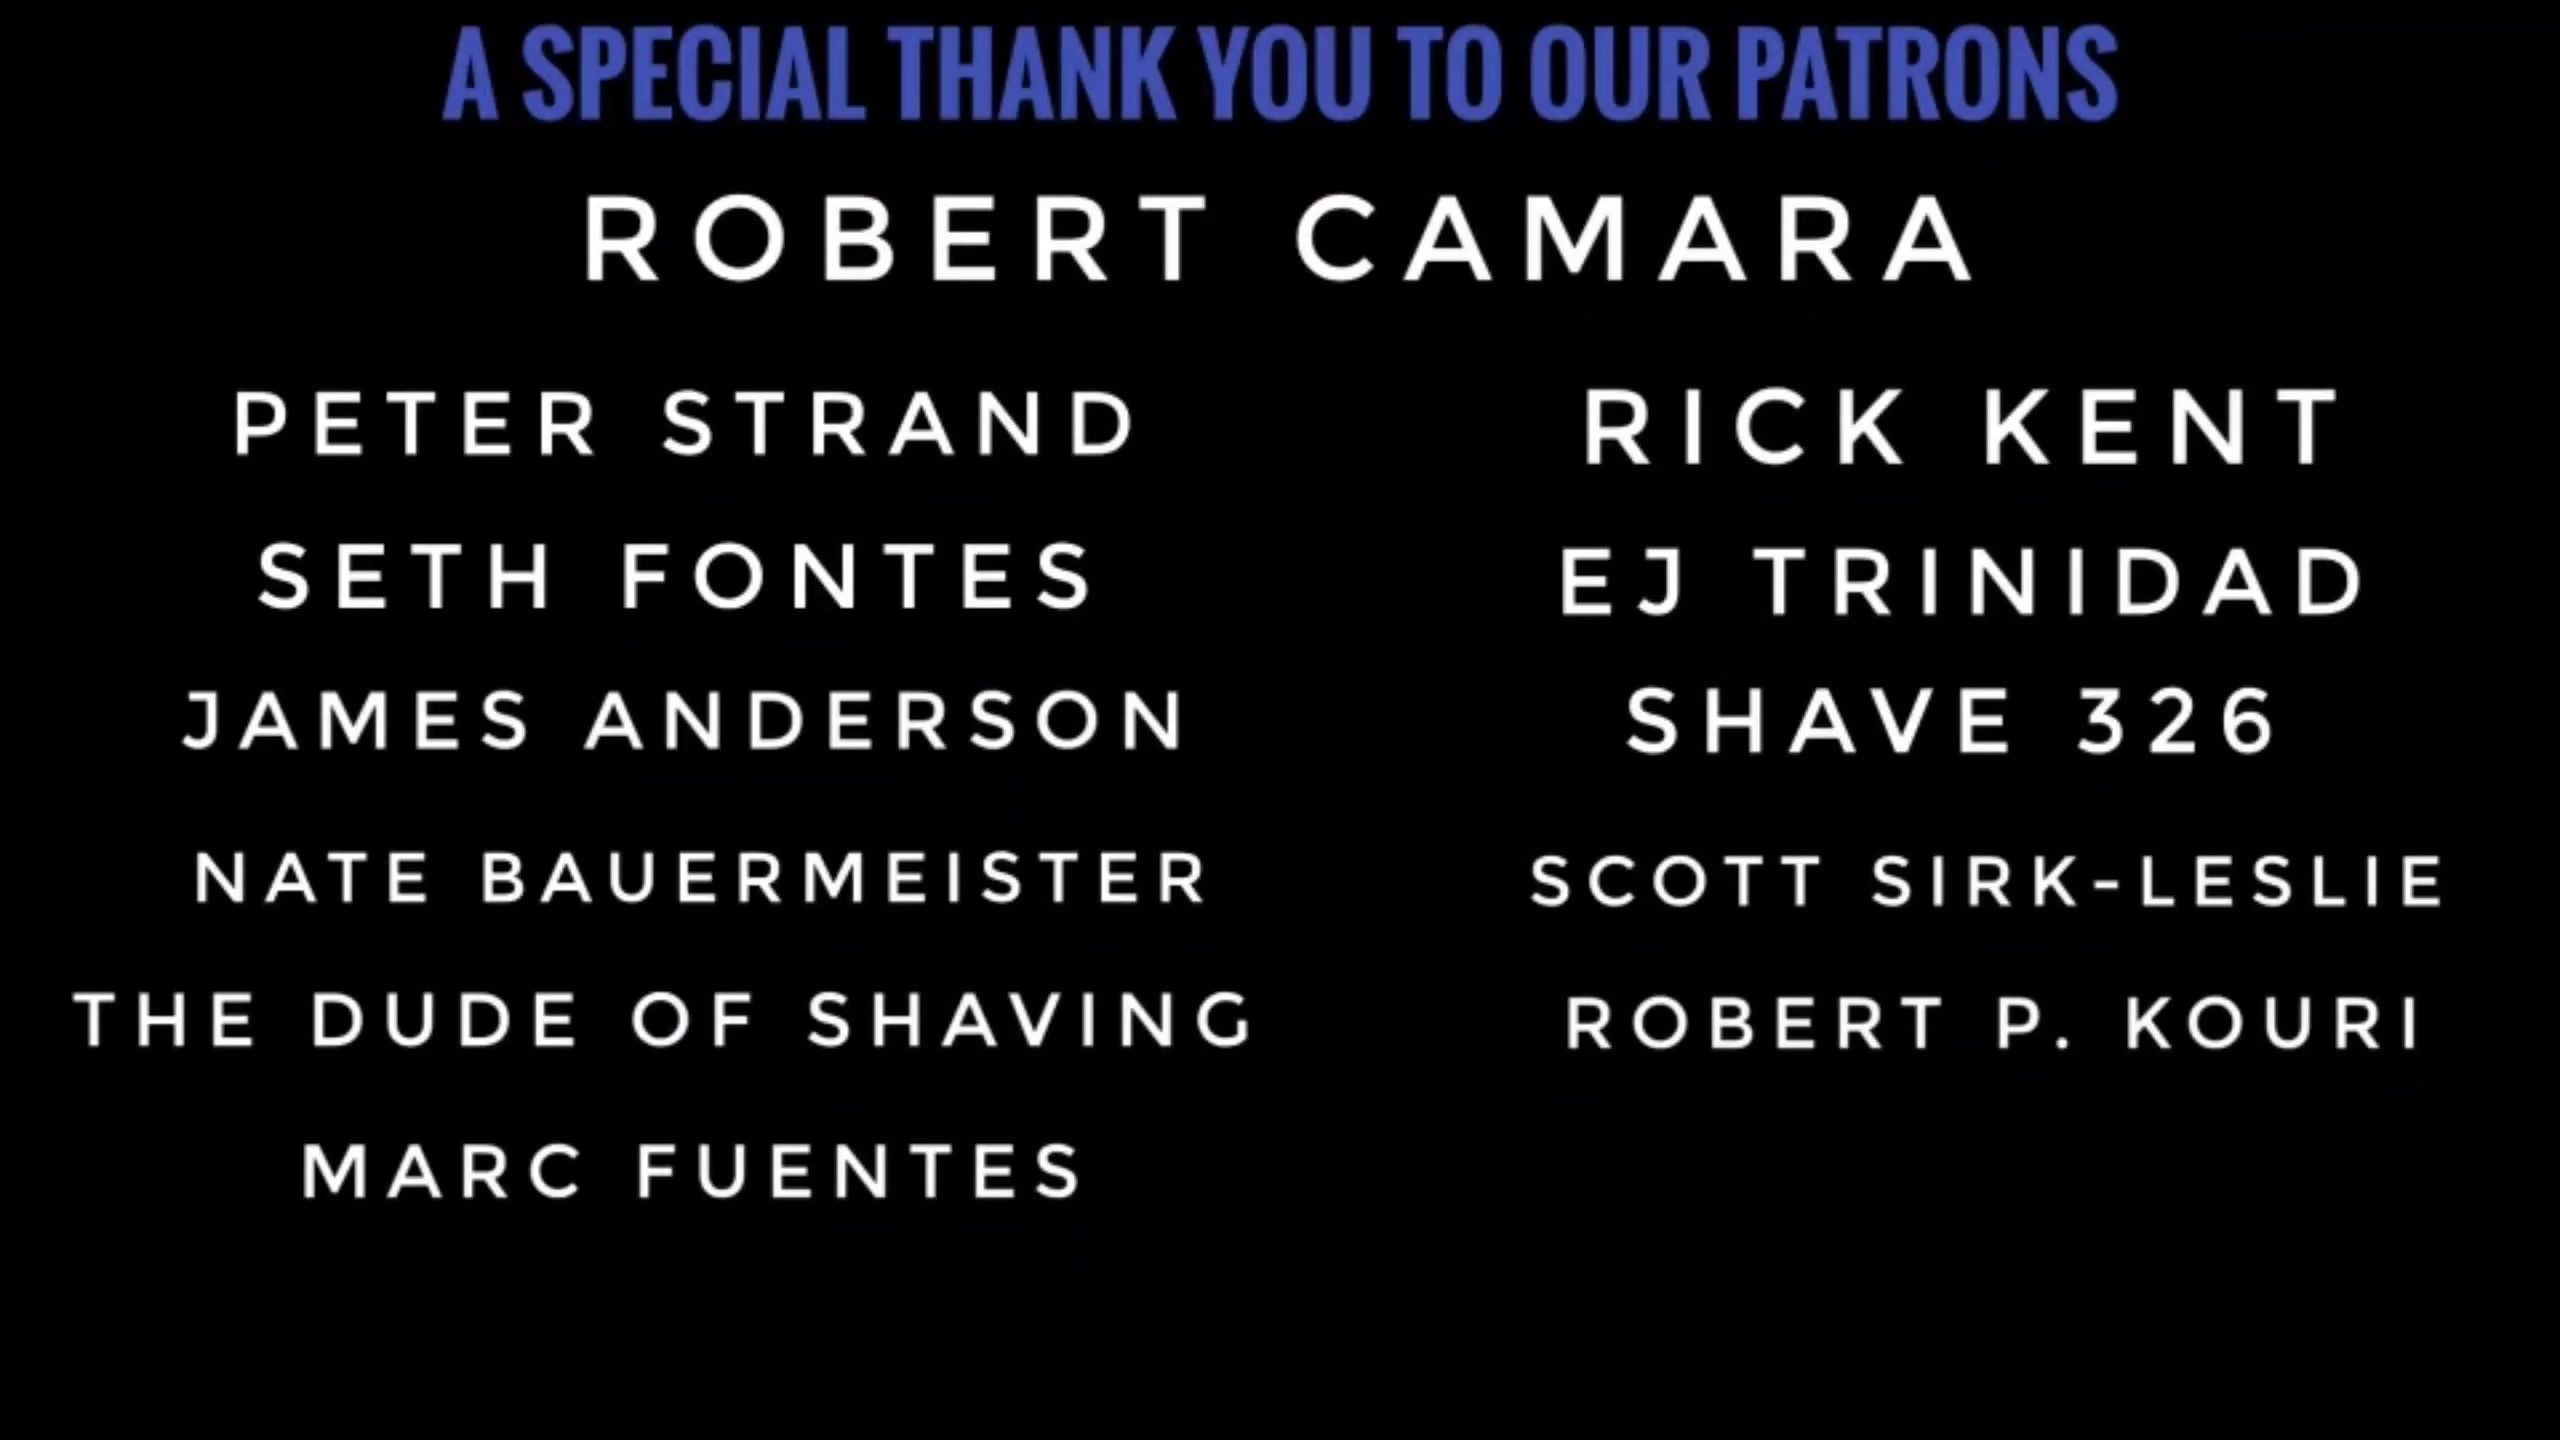 A SPECIAL THANK YOU TO OUR PATRONS
ROBERT CAMARA
PETER STRAND
SETH FONTES
JAMES ANDERSON
NATE BAUERMEISTER
THE DUDE OF SHAVING
MARC FUENTES
RICK KENT
EJ TRINIDAD
SHAVE 326
SCOTT SIRK-LESLIE
ROBERT P. KOURI